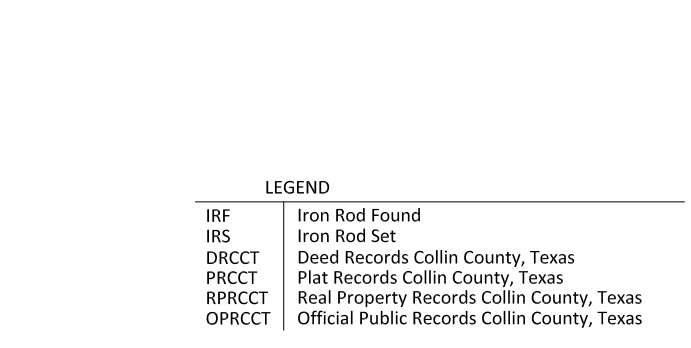 LEGEND
IRF Iron Rod Found
IRS Iron Rod Set
DRCCT Deed Records Collin County, Texas
PRCCT Plat Records Collin County, Texas
RPRCCT Real Property Records Collin County, Texas
OPRCCT Official Public Records Collin County, Texas